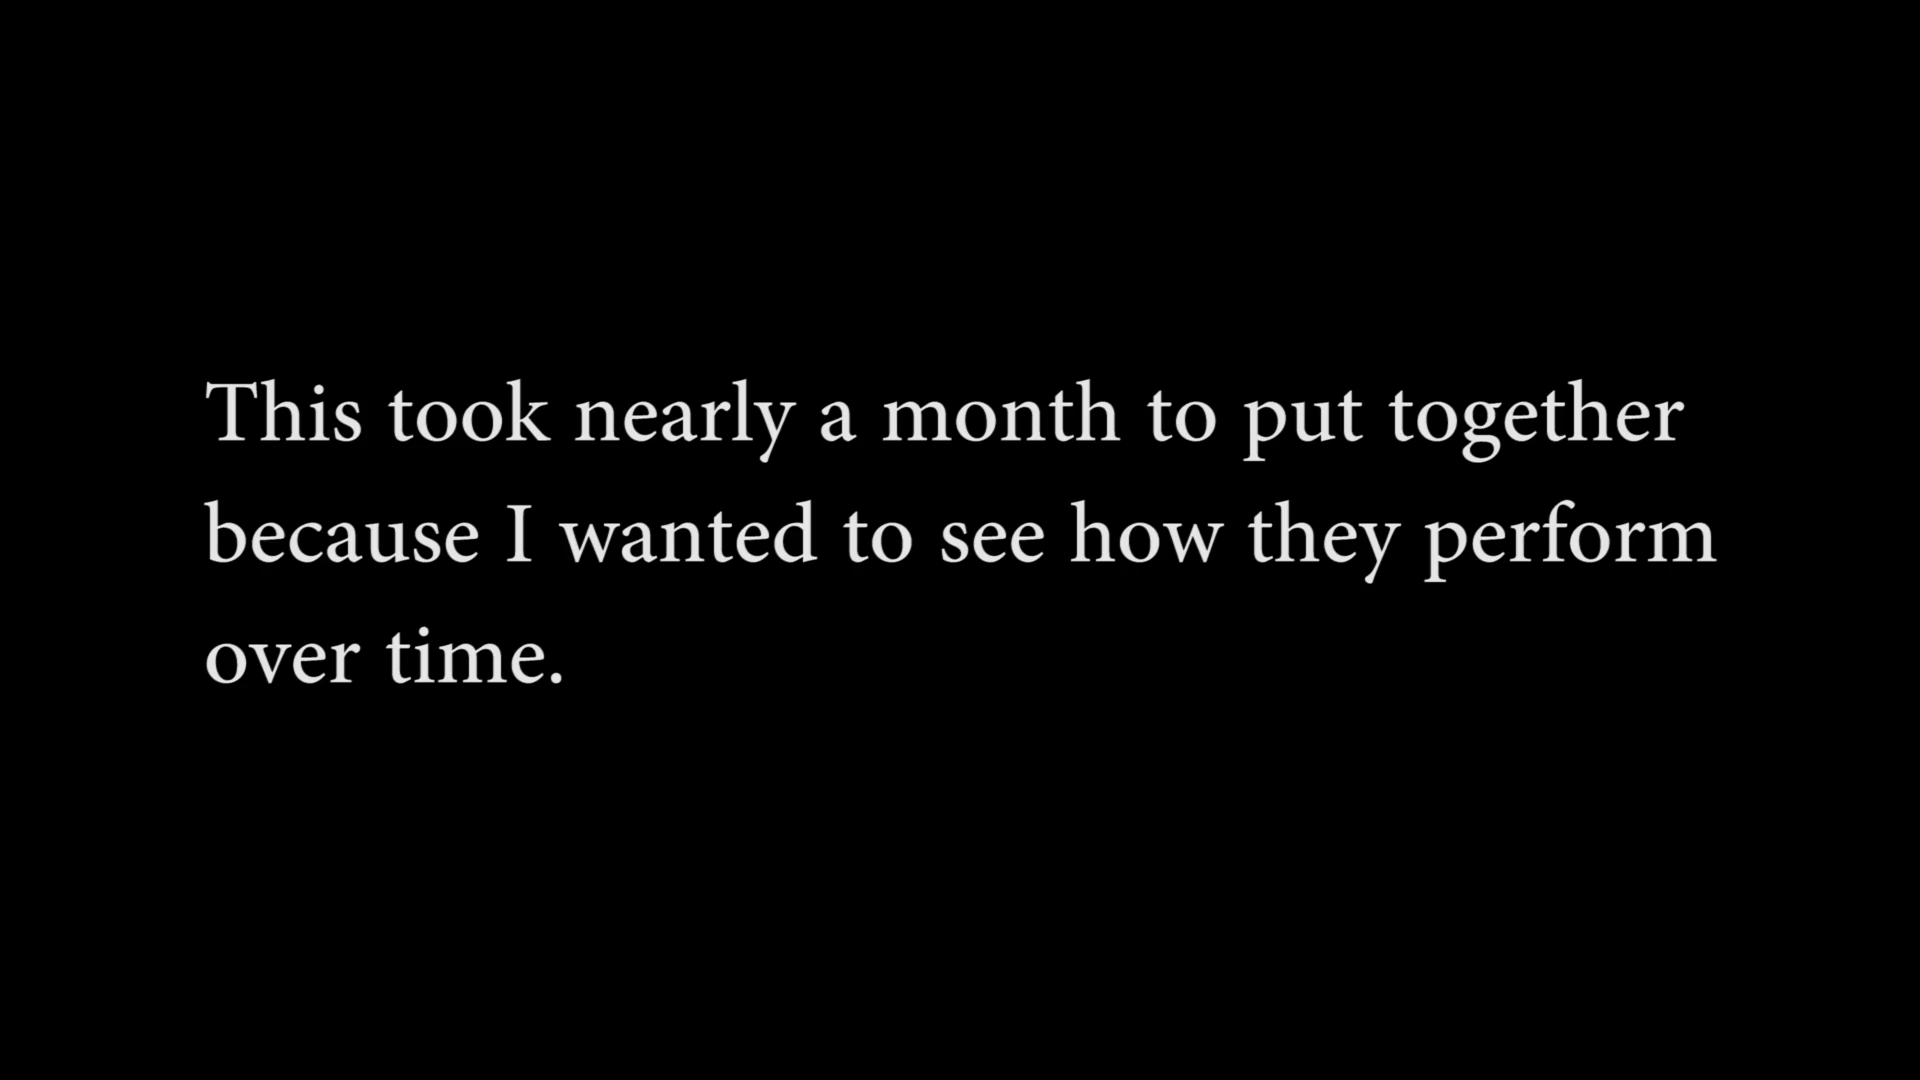 This took nearly a month to put together
because I wanted to see how they perform
over time.